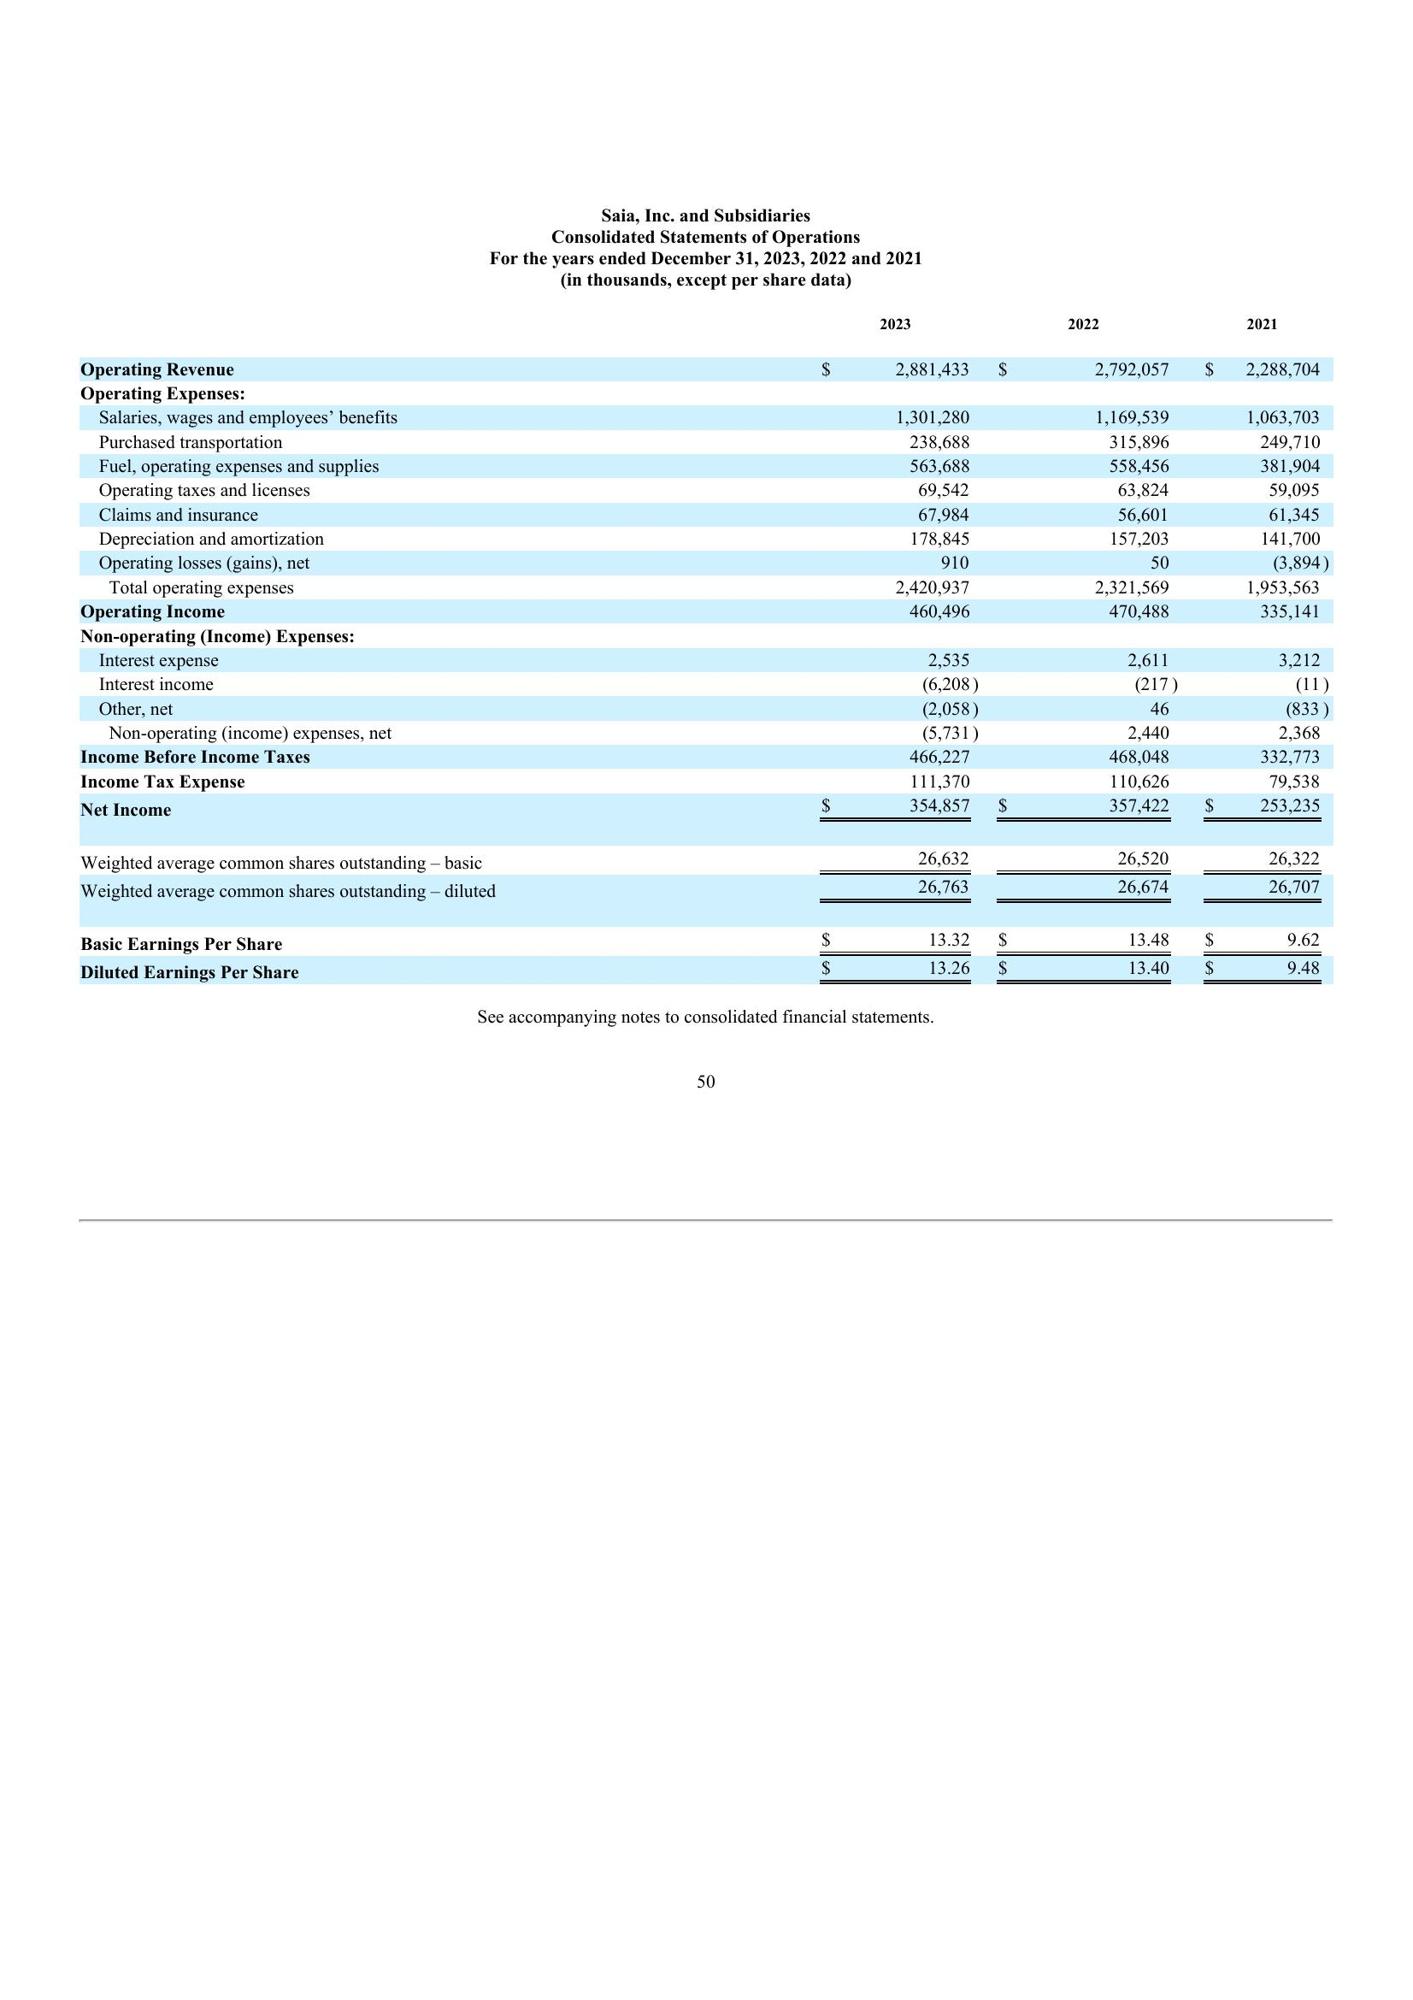 Saia, Inc. and Subsidiaries
Consolidated Statements of Operations
For the years ended December 31, 2023, 2022 and 2021
(in thousands, except per share data)
2023 2022 2021
Operating Revenue $ 2,881,433 $ 2,792,057 $ 2,288,704
Operating Expenses:
Salaries, wages and employees’ benefits 1,301,280 1,169,539 1,063,703
Purchased transportation 238,688 315,896 249,710
Fuel, operating expenses and supplies 563,688 558,456 381,904
Operating taxes and licenses 69,542 63,824 59,095
Claims and insurance 67,984 56,601 61,345
Depreciation and amortization 178,845 157,203 141,700
Operating losses (gains), net 910 50 (3,894)
Total operating expenses 2,420,937 2,321,569 1,953,563
Operating Income 460,496 470,488 335,141
Non-operating (Income) Expenses:
Interest expense 2,535 2,611 3,212
Interest income (6,208) (217) (11)
Other, net (2,058) 46 (833)
Non-operating (income) expenses, net (5,731) 2,440 2,368
Income Before Income Taxes 466,227 468,048 332,773
Income Tax Expense 111,370 110,626 79,538
Net Income $ 354,857 $ 357,422 $ 253,235
Weighted average common shares outstanding – basic 26,632 26,520 26,322
Weighted average common shares outstanding – diluted 26,763 26,674 26,707
Basic Earnings Per Share $ 13.32 $ 13.48 $ 9.62
Diluted Earnings Per Share $ 13.26 $ 13.40 $ 9.48
See accompanying notes to consolidated financial statements.
50